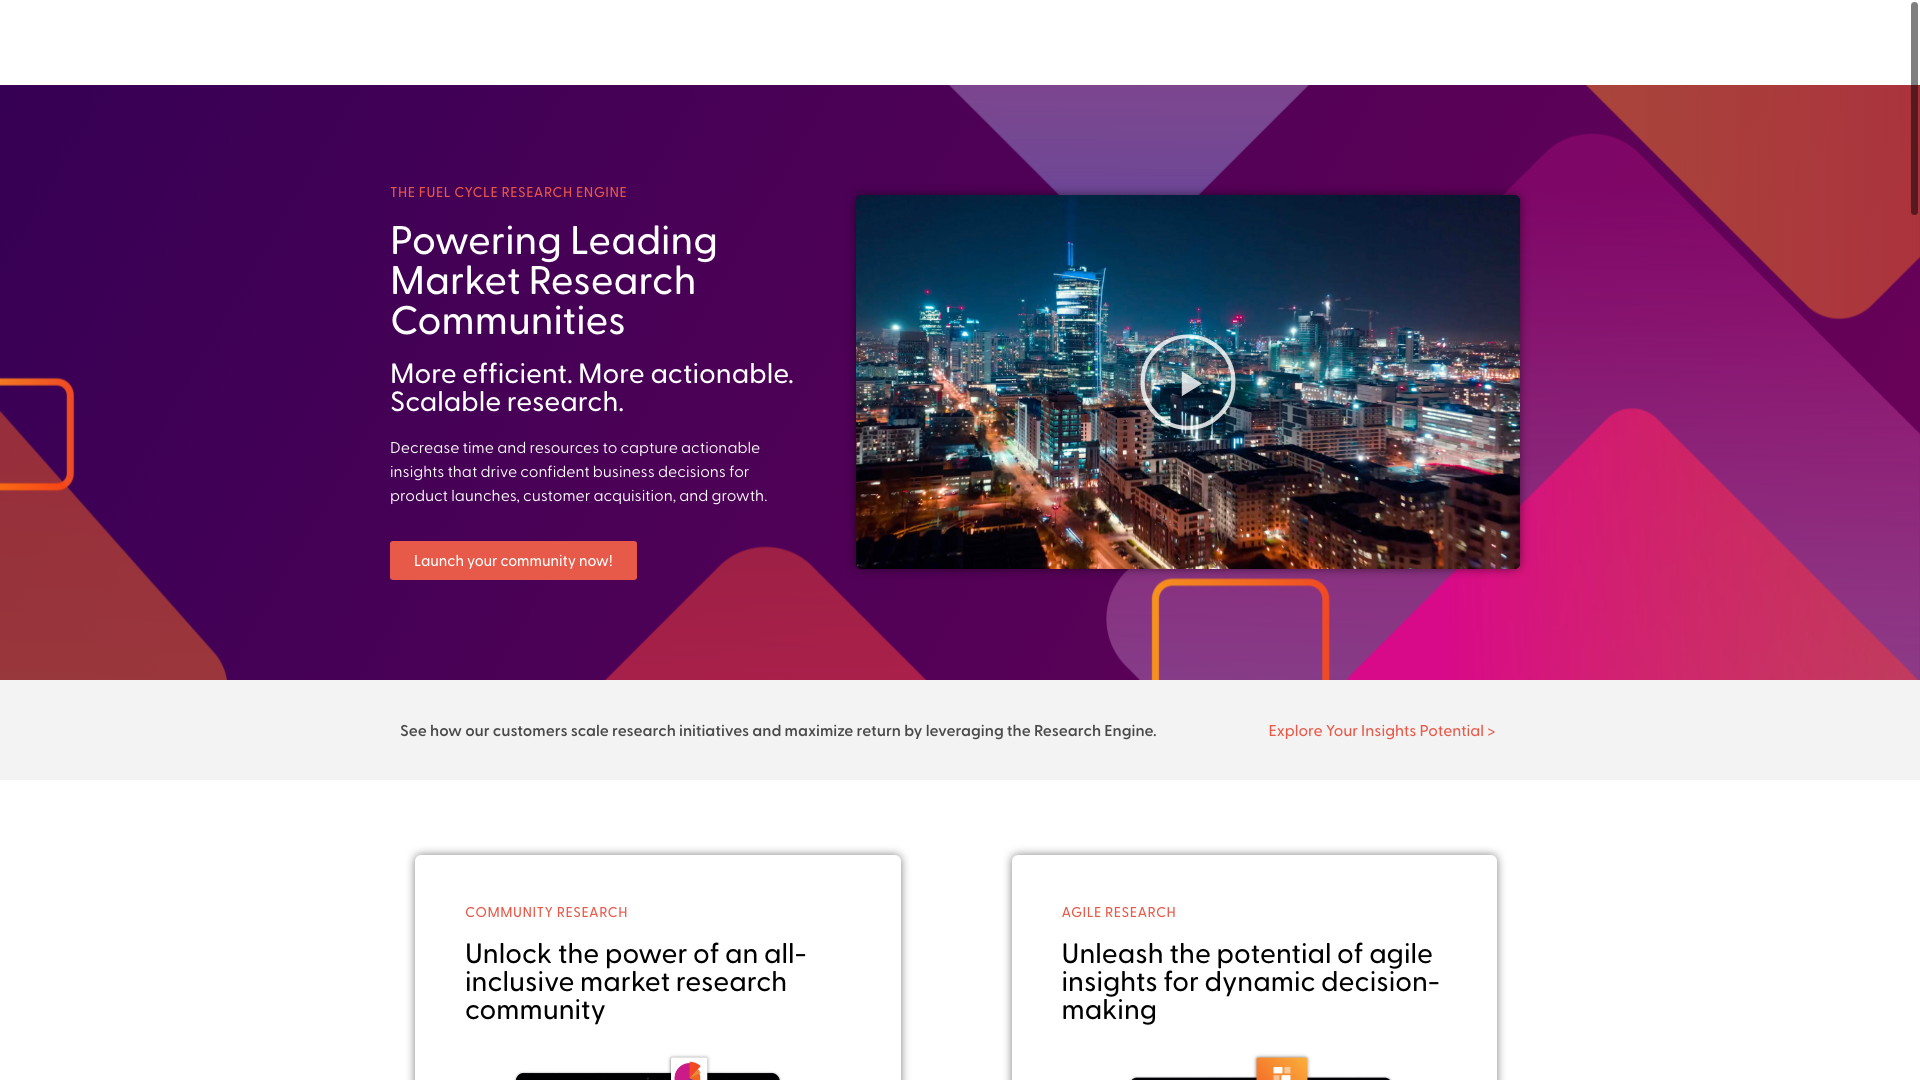 THE FUEL CYCLE RESEARCH ENGINE
Powering Leading
Market Research
Communities
More efficient. More actionable.
Scalable research.
Decrease time and resources to capture actionable
insights that drive confident business decisions for
product launches, customer acquisition, and growth.
Launch your community now!
See how our customers scale research initiatives and maximize return by leveraging the Research Engine.
Explore Your Insights Potential >
COMMUNITY RESEARCH
Unlock the power of an all-
inclusive market research
community
AGILE RESEARCH
Unleash the potential of agile
insights for dynamic decision-
making